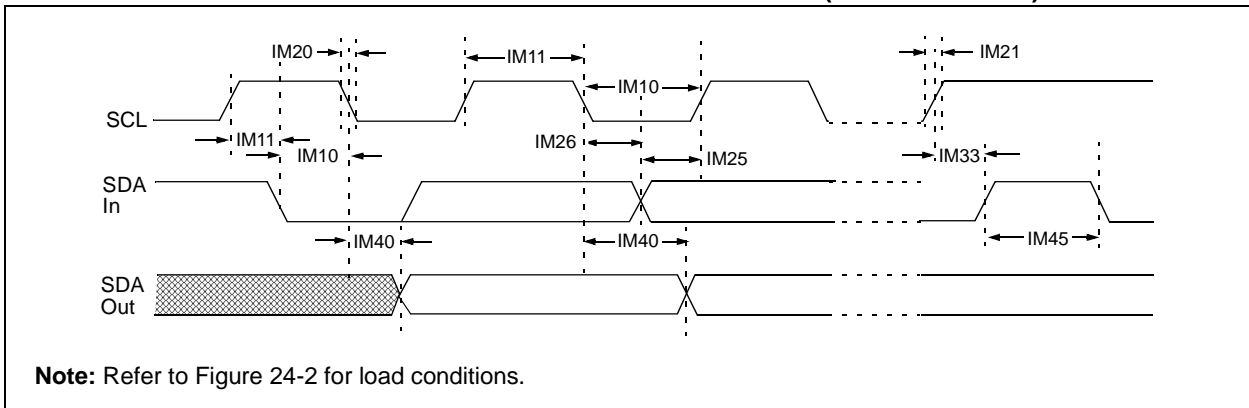 IM20
IM11
IM21
IM10
SCL
IM11
IM26
IM33
IM10
IM25
SDA
In
IM40
IM40
IM45
SDA
Out
Note: Refer to Figure 24-2 for load conditions.